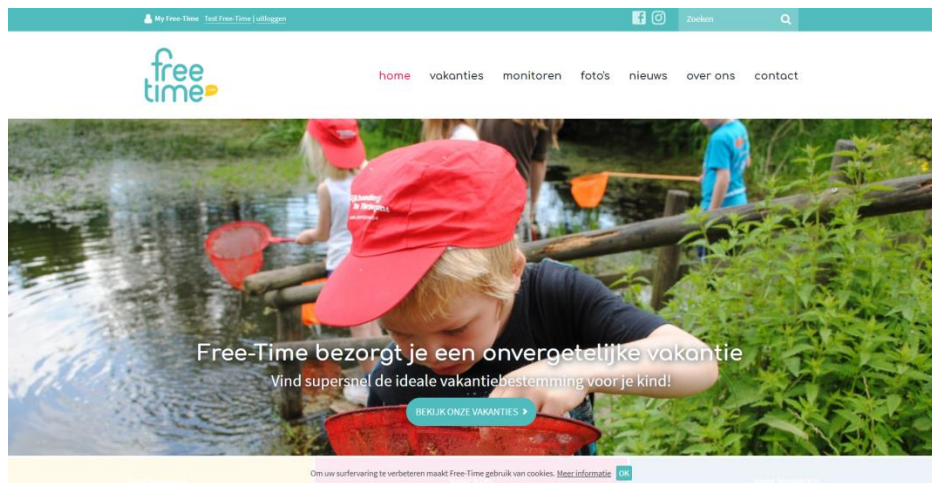 My Free-Time Test Free-Time | uitloggen
Zoeken
free
time
home vakanties monitoren foto's nieuws over ons contact
Free-Time bezorgt je een onvergetelijke vakantie
Vind supersnel de ideale vakantiebestemming voor je kind!
BEKIJK ONZE VAKANTIES
Om uw surfervaring te verbeteren maakt Free-Time gebruik van cookies. Meer informatie OK